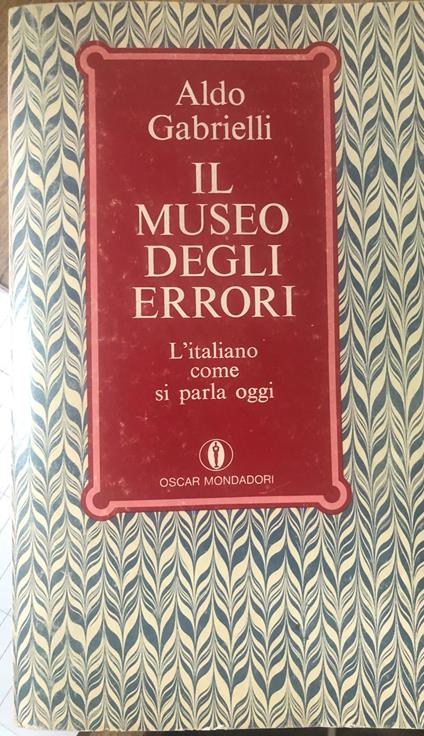 Aldo
Gabrielli
IL
MUSEO
DEGLI
ERRORI
L'italiano
come
si parla oggi
OSCAR MONDADORI